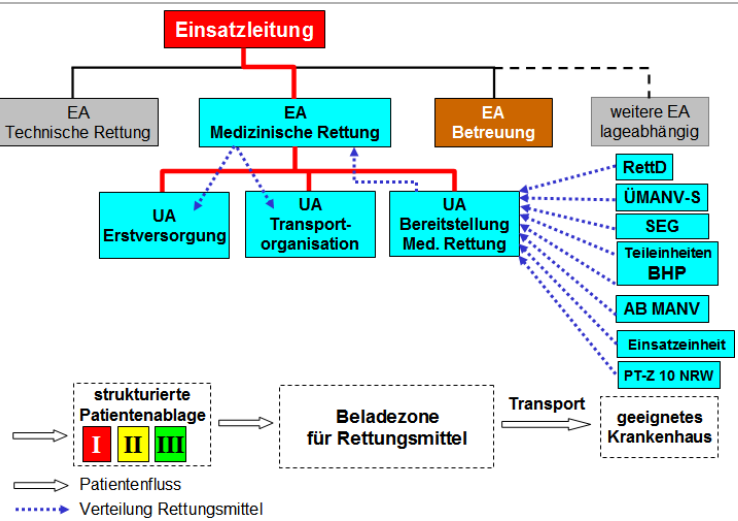 Einsatzleitung
EA
Technische Rettung
EA
Medizinische Rettung
EA
Betreuung
weitere EA
lageabhängig
UA
Erstversorgung
UA
Transport-
organisation
UA
Bereitstellung
Med. Rettung
RettD
ÜMANV-S
SEG
Teileinheiten
BHP
AB MANV
Einsatzeinheit
PT-Z 10 NRW
strukturierte
Patientenablage
I II III
Beladezone
für Rettungsmittel
Transport
geeignetes
Krankenhaus
Patientenfluss
Verteilung Rettungsmittel